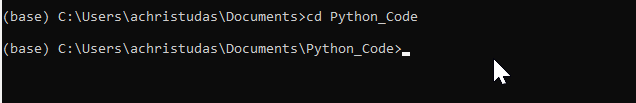 (base) C:\Users\achristudas\Documents>cd Python_Code
(base) C:\Users\achristudas\Documents\Python_Code>